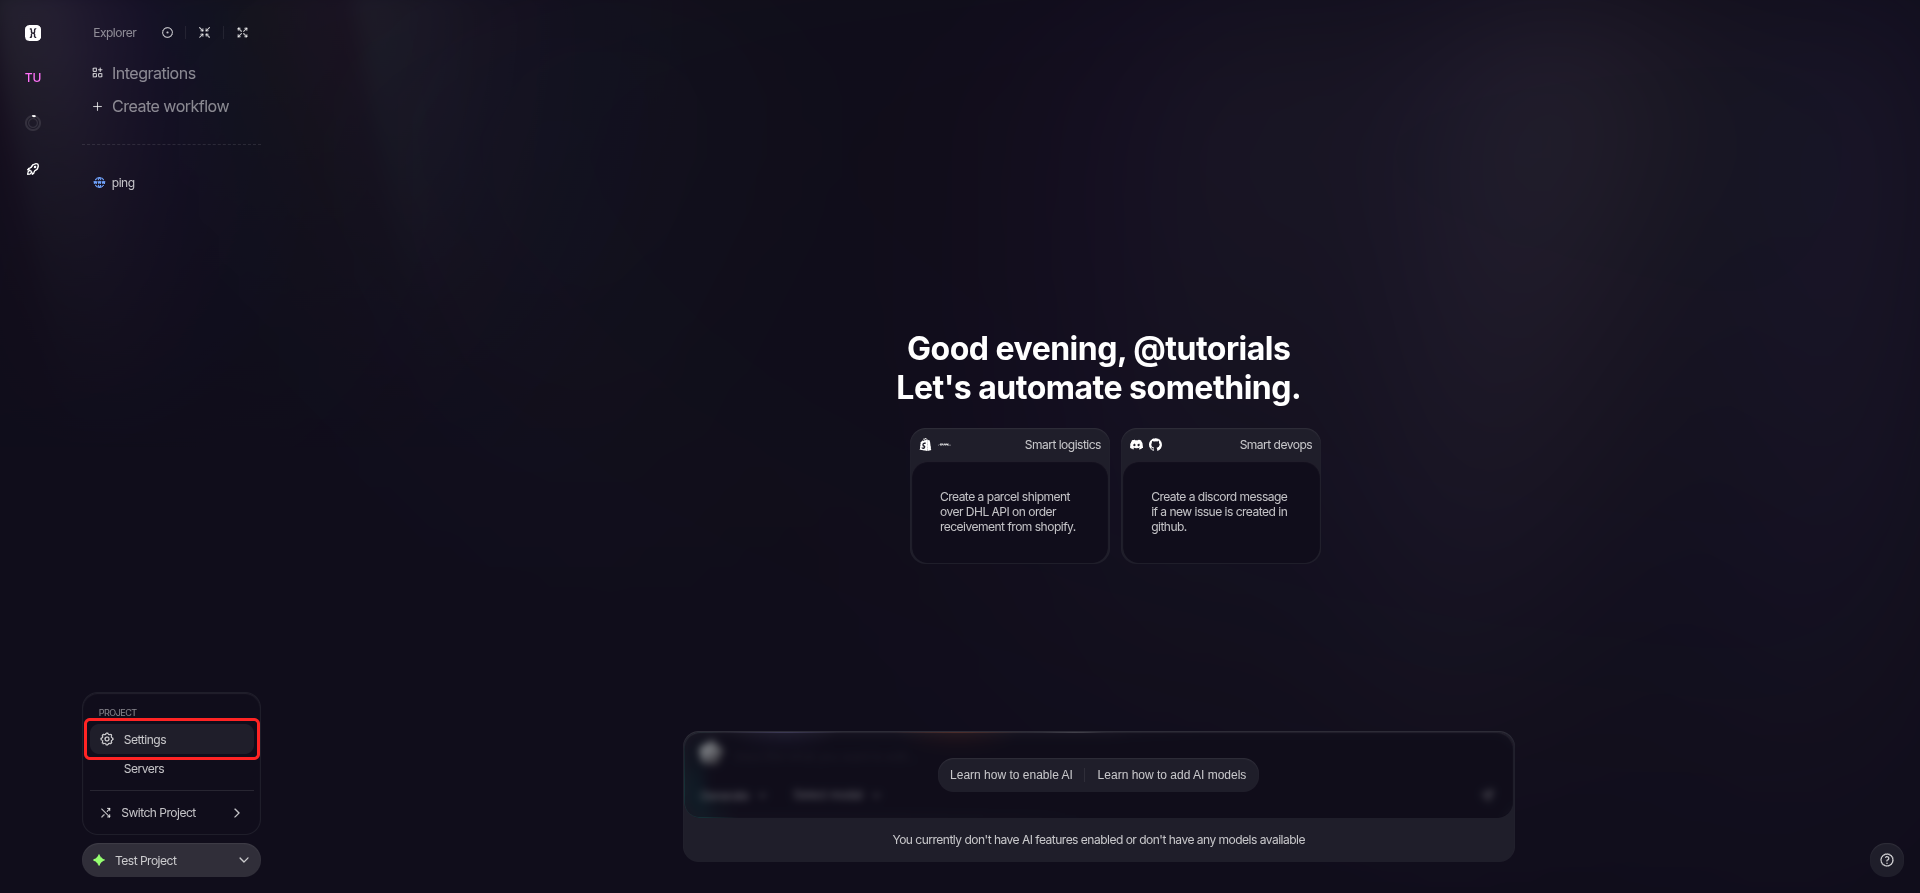 Explorer
TU
Integrations
Create workflow
ping
Good evening, @tutorials
Let's automate something.
Smart logistics
Create a parcel shipment
over DHL API on order
receivement from shopify.
Smart devops
Create a discord message
if a new issue is created in
github.
PROJECT
Settings
Servers
Switch Project
Test Project
Learn how to enable AI
Learn how to add AI models
You currently don't have AI features enabled or don't have any models available